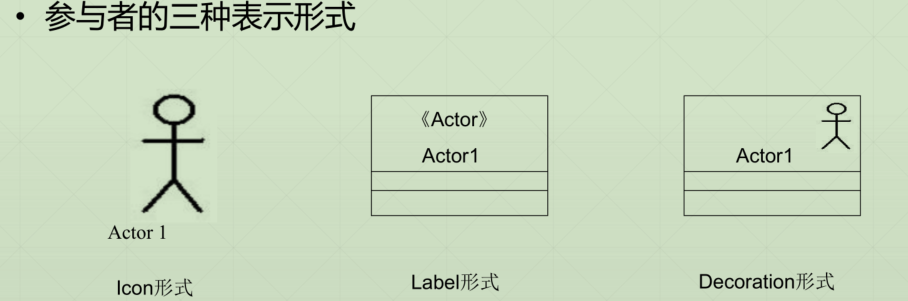 • 参与者的三种表示形式
《Actor》
Actor1
Actor1
Actor 1
Icon形式
Label形式
Decoration形式